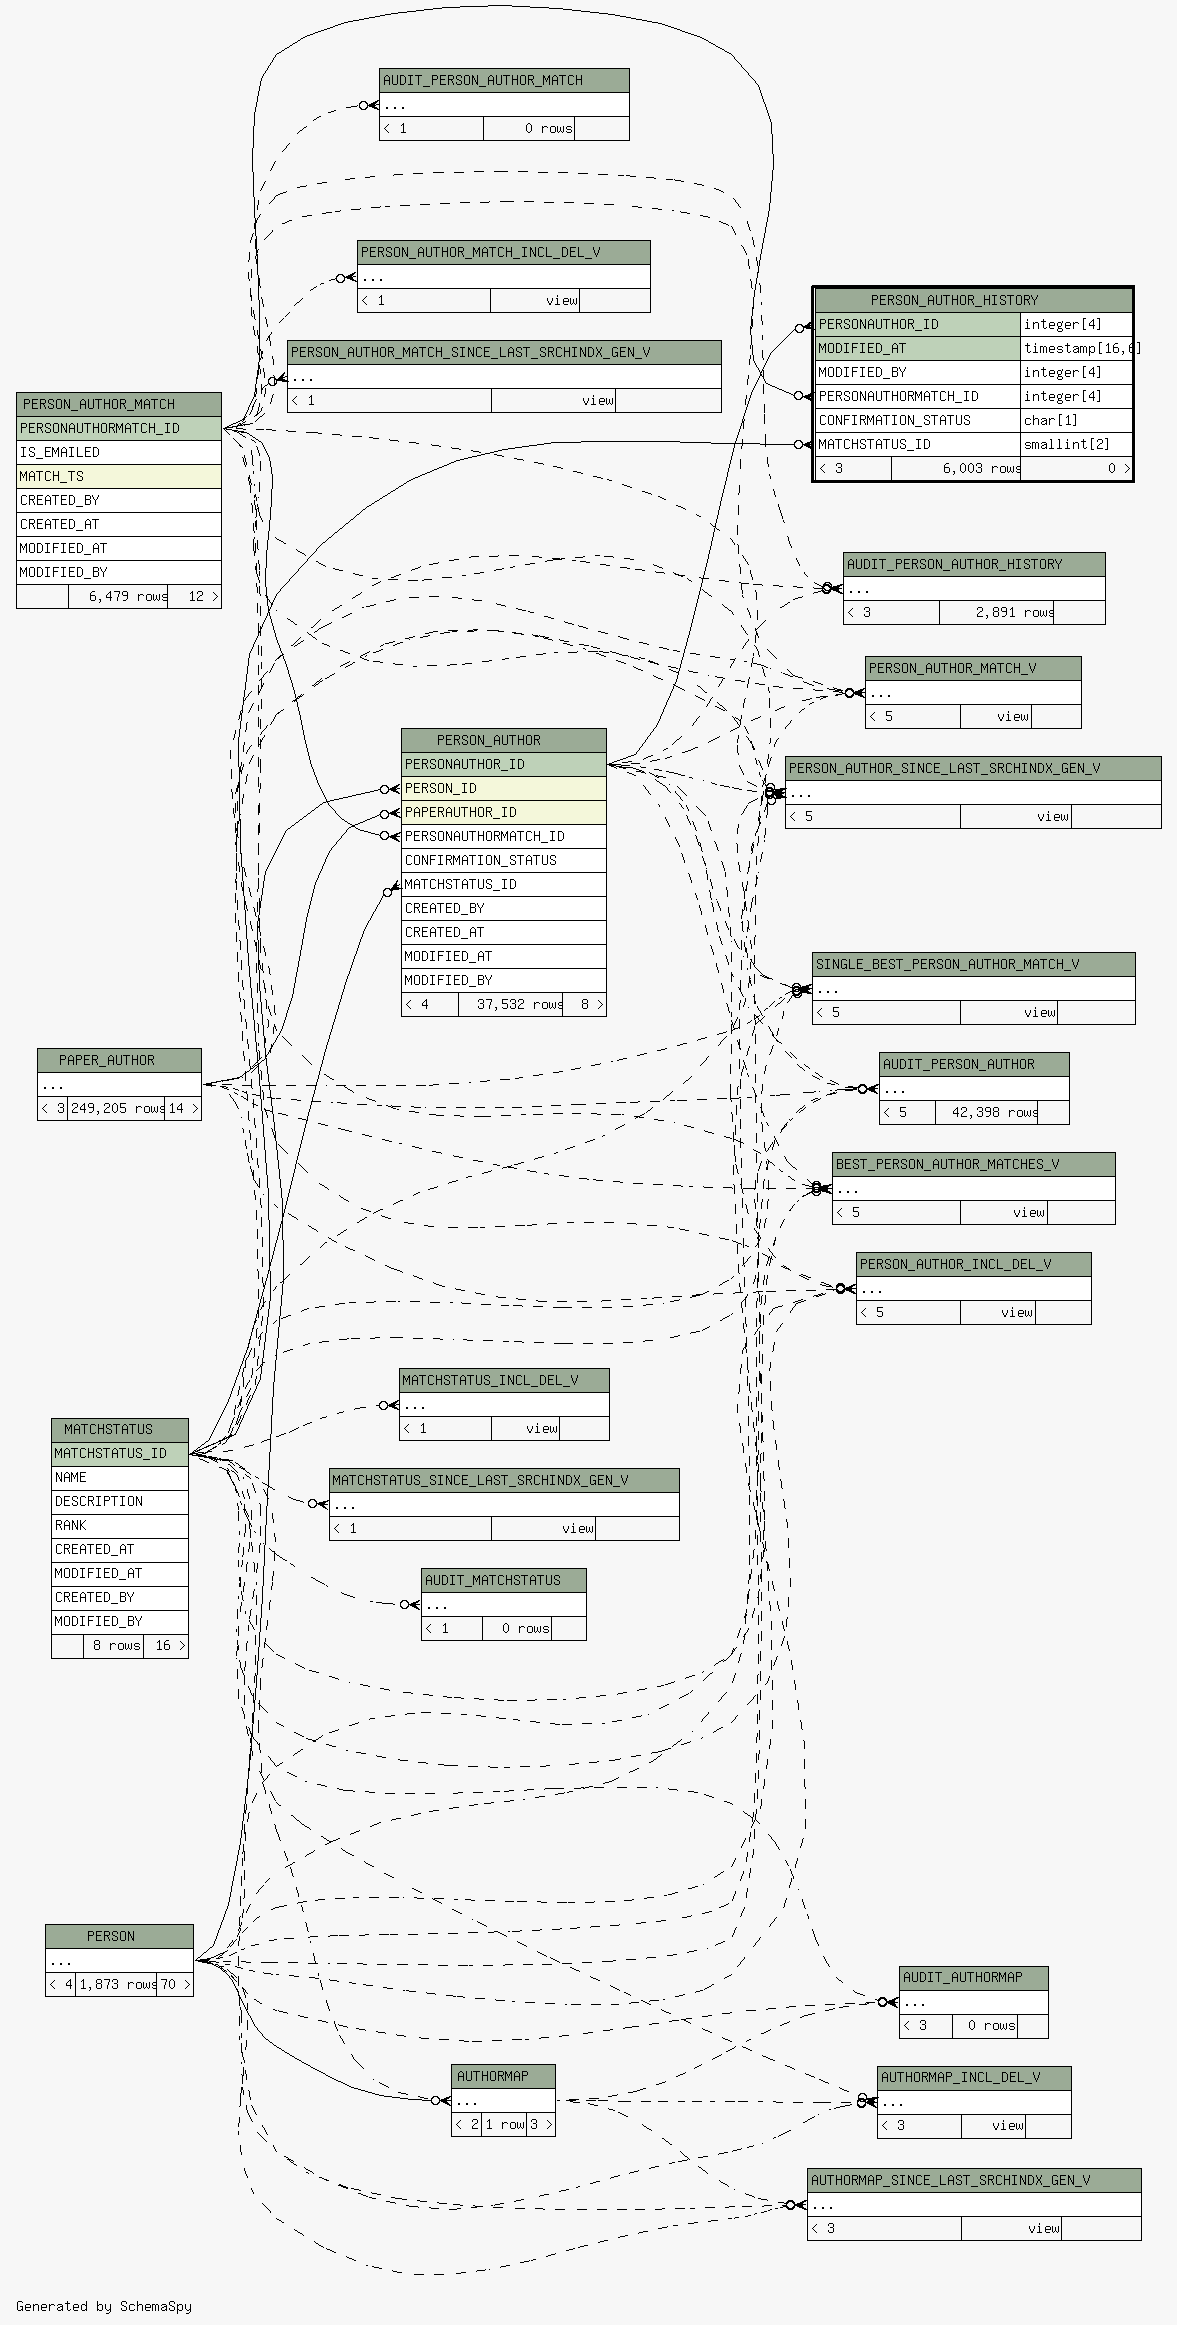 AUDIT_PERSON_AUTHOR_MATCH
...
< 1 0 rows
PERSON_AUTHOR_MATCH_INCL_DEL_V
...
< 1 view
PERSON_AUTHOR_MATCH_SINCE_LAST_SRCHINDX_GEN_V
...
< 1 view
PERSON_AUTHOR_HISTORY
PERSONAUTHOR_ID integer[4]
MODIFIED_AT timestamp[16,6]
MODIFIED_BY integer[4]
PERSONAUTHORMATCH_ID integer[4]
CONFIRMATION_STATUS char[1]
MATCHSTATUS_ID smallint[2]
< 3 6,003 rows 0 >
PERSON_AUTHOR_MATCH
PERSONAUTHORMATCH_ID
IS_EMAILED
MATCH_TS
CREATED_BY
CREATED_AT
MODIFIED_AT
MODIFIED_BY
6,479 rows 12 >
AUDIT_PERSON_AUTHOR_HISTORY
...
< 3 2,891 rows
PERSON_AUTHOR_MATCH_V
...
< 5 view
PERSON_AUTHOR
PERSONAUTHOR_ID
PERSON_ID
PAPERAUTHOR_ID
PERSONAUTHORMATCH_ID
CONFIRMATION_STATUS
MATCHSTATUS_ID
CREATED_BY
CREATED_AT
MODIFIED_AT
MODIFIED_BY
< 4 37,532 rows 8 >
PERSON_AUTHOR_SINCE_LAST_SRCHINDX_GEN_V
...
< 5 view
SINGLE_BEST_PERSON_AUTHOR_MATCH_V
...
< 5 view
PAPER_AUTHOR
...
< 3 249,205 rows 14 >
AUDIT_PERSON_AUTHOR
...
< 5 42,398 rows
BEST_PERSON_AUTHOR_MATCHES_V
...
< 5 view
PERSON_AUTHOR_INCL_DEL_V
...
< 5 view
MATCHSTATUS_INCL_DEL_V
...
< 1 view
MATCHSTATUS
MATCHSTATUS_ID
NAME
DESCRIPTION
RANK
CREATED_AT
MODIFIED_AT
CREATED_BY
MODIFIED_BY
8 rows 16 >
MATCHSTATUS_SINCE_LAST_SRCHINDX_GEN_V
...
< 1 view
AUDIT_MATCHSTATUS
...
< 1 0 rows
PERSON
...
< 4 1,873 rows 70 >
AUDIT_AUTHORMAP
...
< 3 0 rows
AUTHORMAP
...
< 2 1 row 3 >
AUTHORMAP_INCL_DEL_V
...
< 3 view
AUTHORMAP_SINCE_LAST_SRCHINDX_GEN_V
...
< 3 view
Generated by SchemaSpy